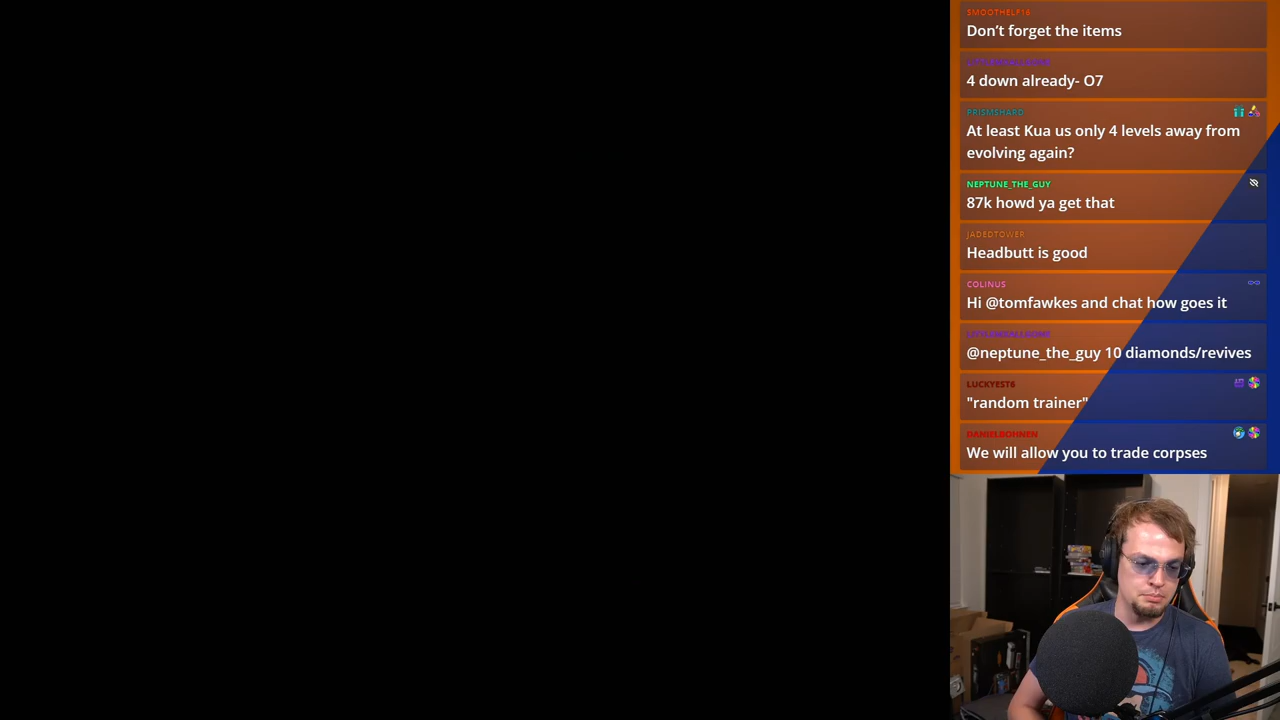 SMOOTHELF16
Don't forget the items
4 down already- O7
PRISMSHARD
At least Kua us only 4 levels away from
evolving again?
NEPTUNE_THE_GUY
87k howd ya get that
JADEDTOWER
Headbutt is good
COLINUS
Hi @tomfawkes and chat how goes it
@neptune_the_guy 10 diamonds/revives
LUCKYEST6
"random trainer"
DANIELBOHNEN
We will allow you to trade corpses